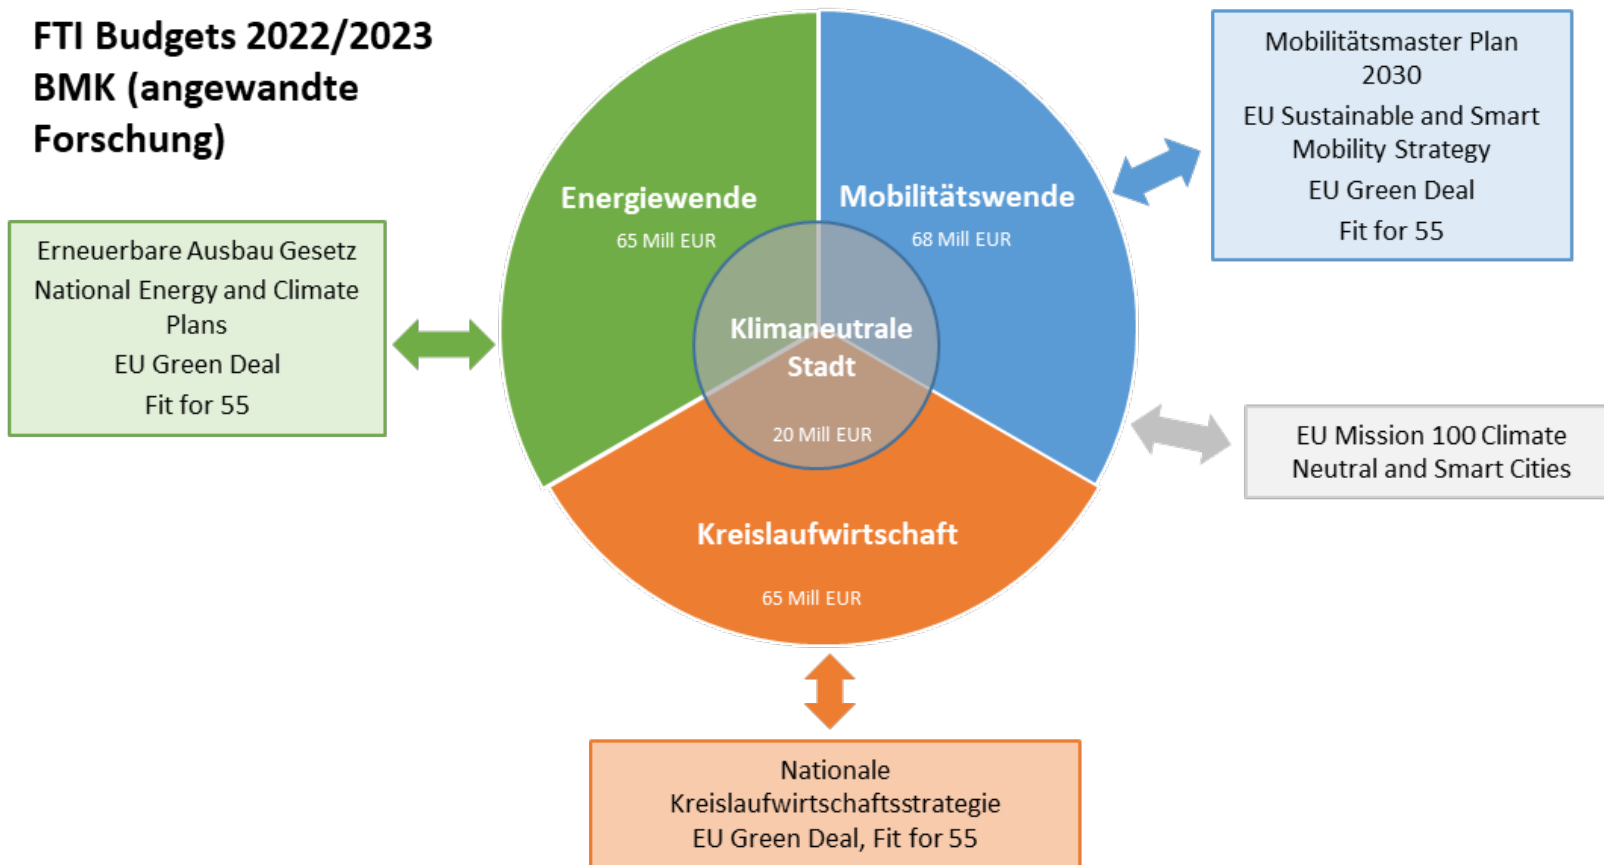 FTI Budgets 2022/2023
BMK (angewandte
Forschung)
Mobilitätsmaster Plan
2030
EU Sustainable and Smart
Mobility Strategy
EU Green Deal
Fit for 55
Energiewende
65 Mill EUR
Mobilitätswende
68 Mill EUR
Erneuerbare Ausbau Gesetz
National Energy and Climate
Plans
EU Green Deal
Fit for 55
Klimaneutrale
Stadt
20 Mill EUR
EU Mission 100 Climate
Neutral and Smart Cities
Kreislaufwirtschaft
65 Mill EUR
Nationale
Kreislaufwirtschaftsstrategie
EU Green Deal, Fit for 55